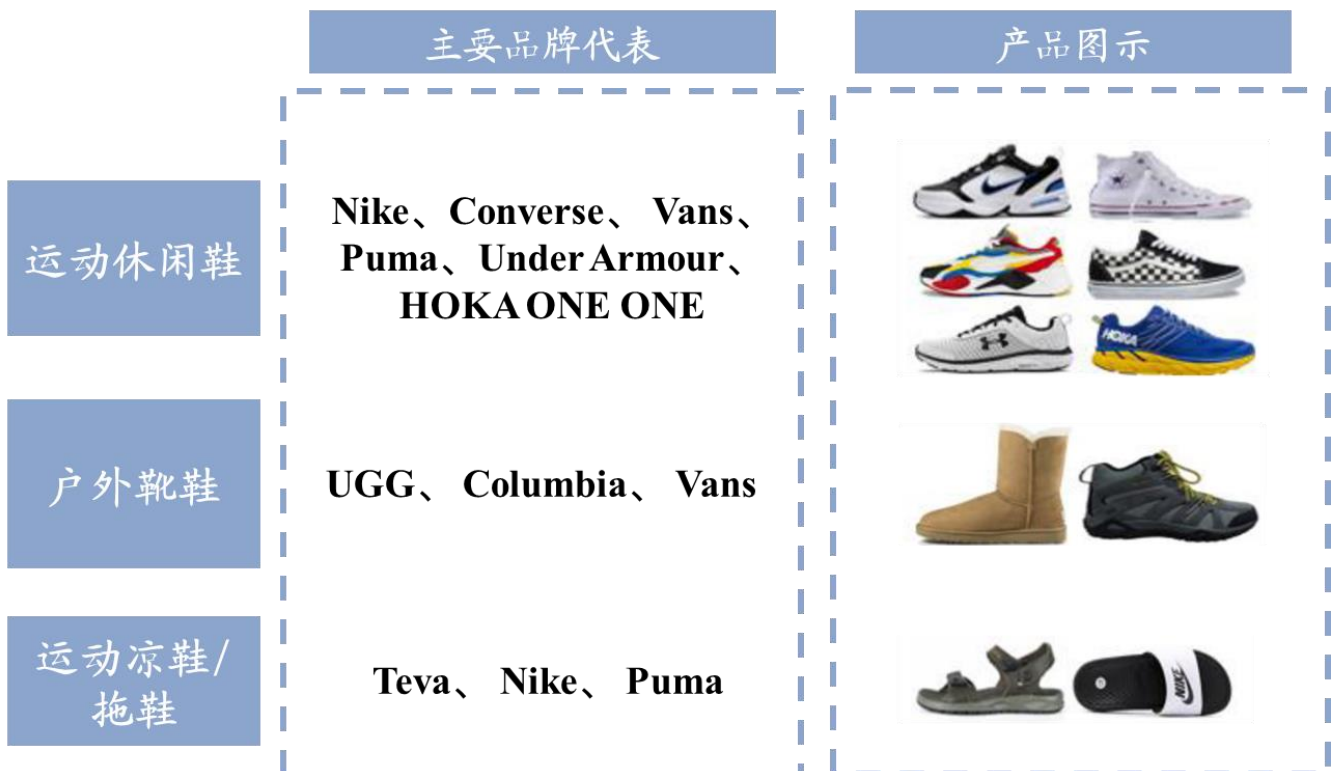 主要品牌代表
产品图示
运动休闲鞋
Nike、Converse、 Vans、
Puma、Under Armour、
HOKA ONE ONE
HOKA
户外靴鞋
UGG、 Columbia、 Vans
运动凉鞋/
拖鞋
Teva、 Nike、 Puma
NIKE